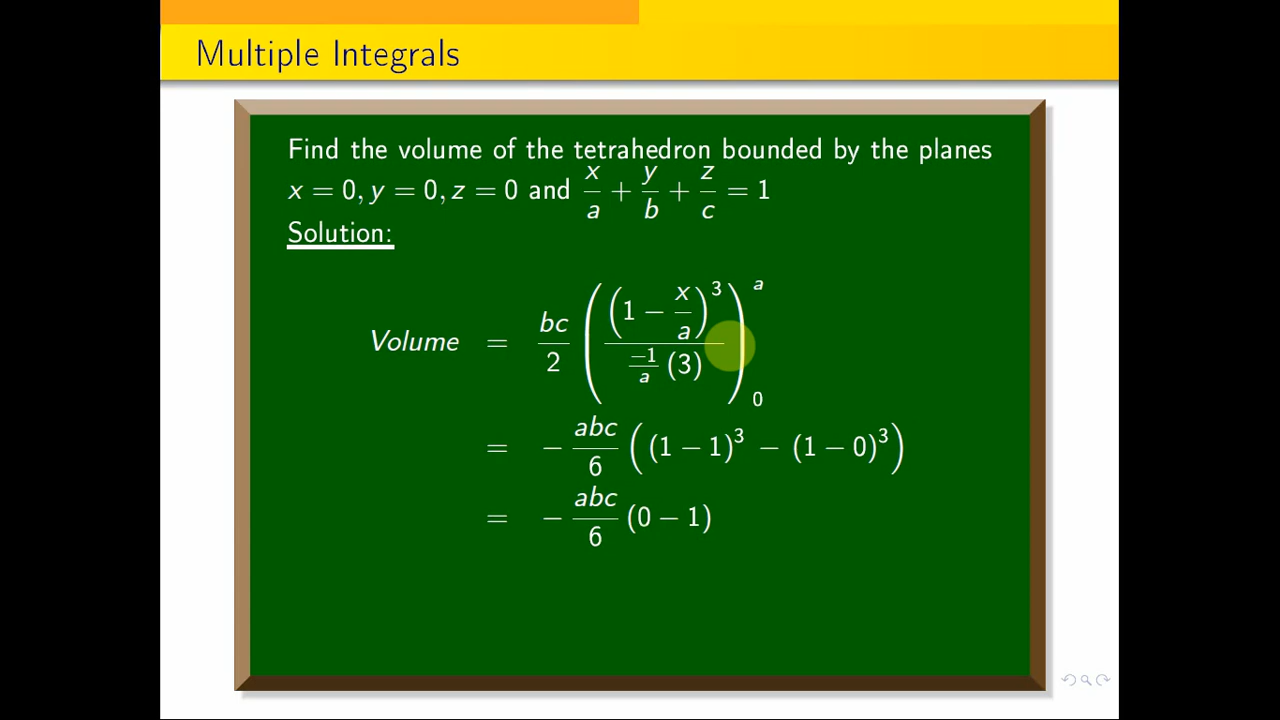 Multiple Integrals
Find the volume of the tetrahedron bounded by the planes
x = 0, y = 0, z = 0 and x/a + y/b + z/c = 1
Solution:
Volume = bc/2 ( (1 − x/a)^3 / ( −1/a (3) ) )_0^a
= − abc/6 ( (1 − 1)^3 − (1 − 0)^3 )
= − abc/6 (0 − 1)